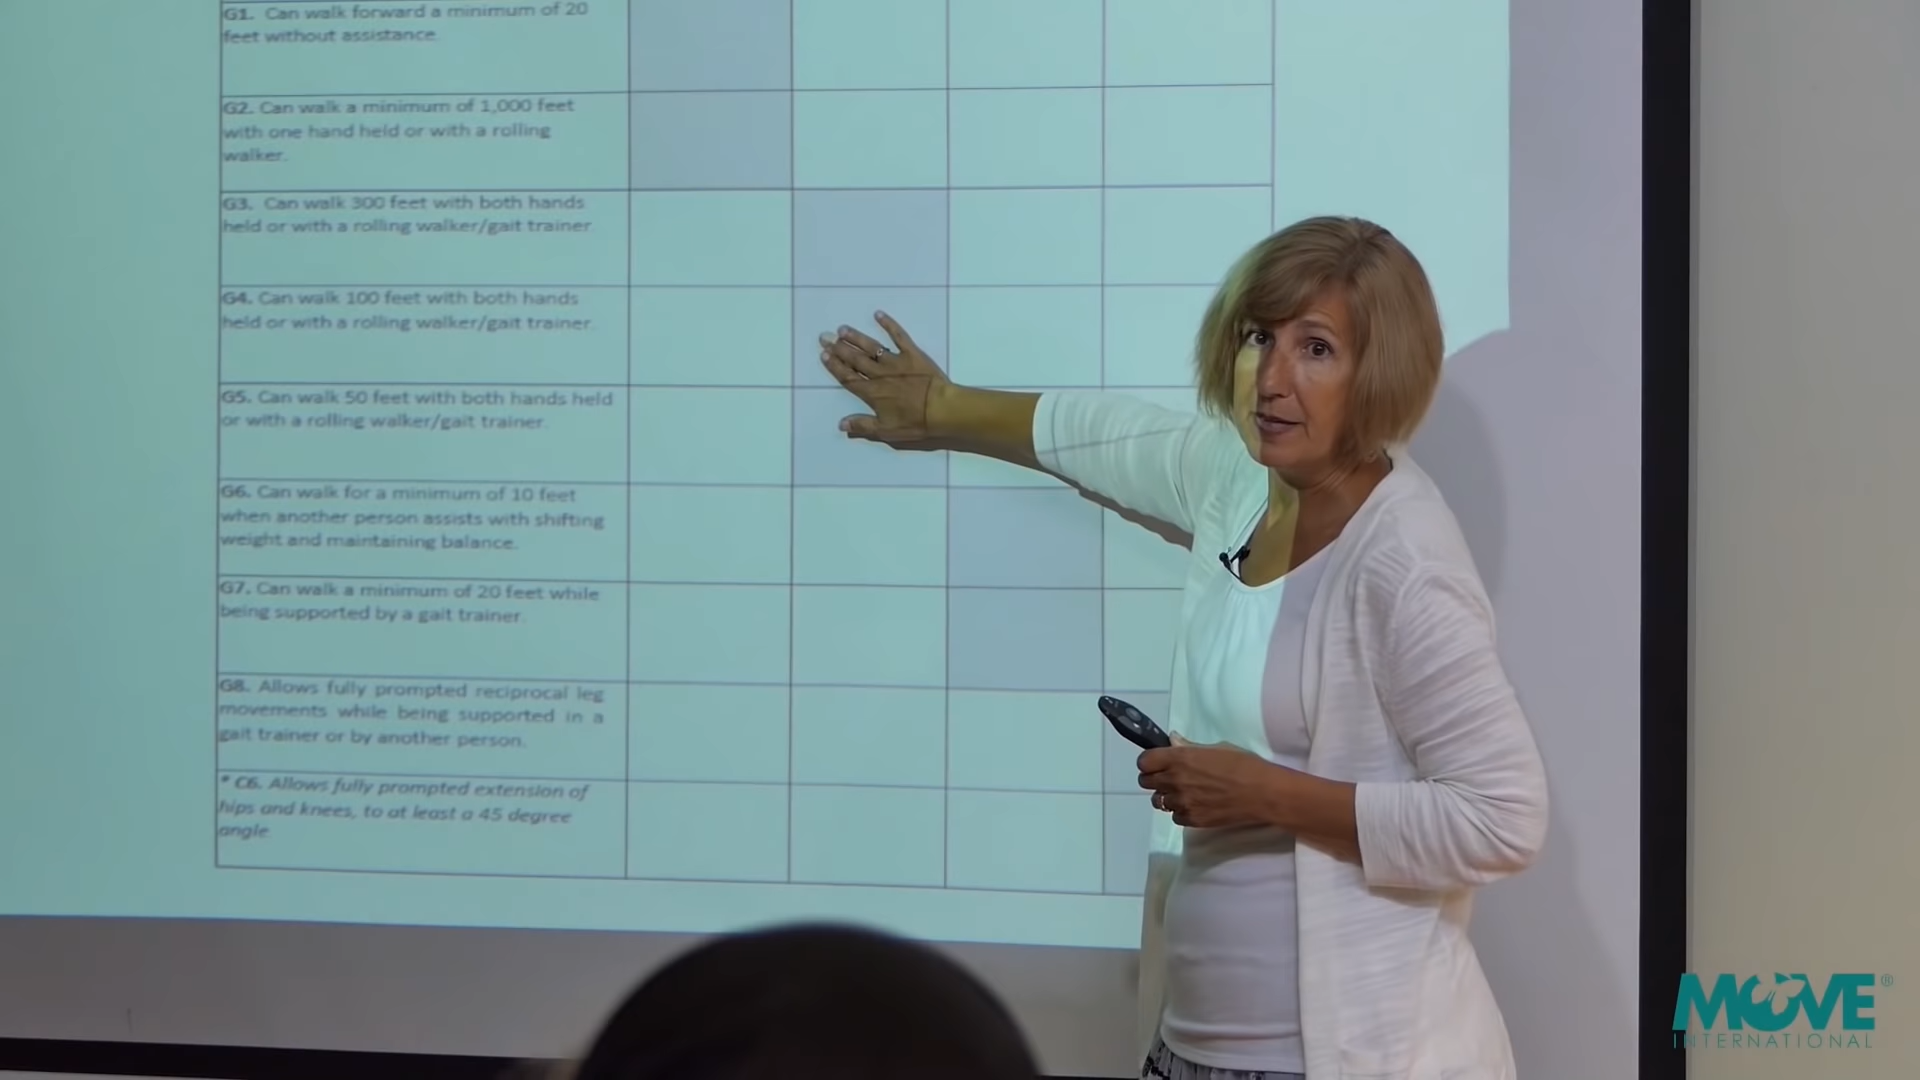 G1. Can walk forward a minimum of 20
feet without assistance.
G2. Can walk a minimum of 1,000 feet
with one hand held or with a rolling
walker.
G3. Can walk 300 feet with both hands
held or with a rolling walker/gait trainer.
G4. Can walk 100 feet with both hands
held or with a rolling walker/gait trainer.
G5. Can walk 50 feet with both hands held
or with a rolling walker/gait trainer.
G6. Can walk for a minimum of 10 feet
when another person assists with shifting
weight and maintaining balance.
G7. Can walk a minimum of 20 feet while
being supported by a gait trainer.
G8. Allows fully prompted reciprocal leg
movements while being supported in a
gait trainer or by another person.
* C6. Allows fully prompted extension of
hips and knees, to at least a 45 degree
angle.
MOVE®
INTERNATIONAL